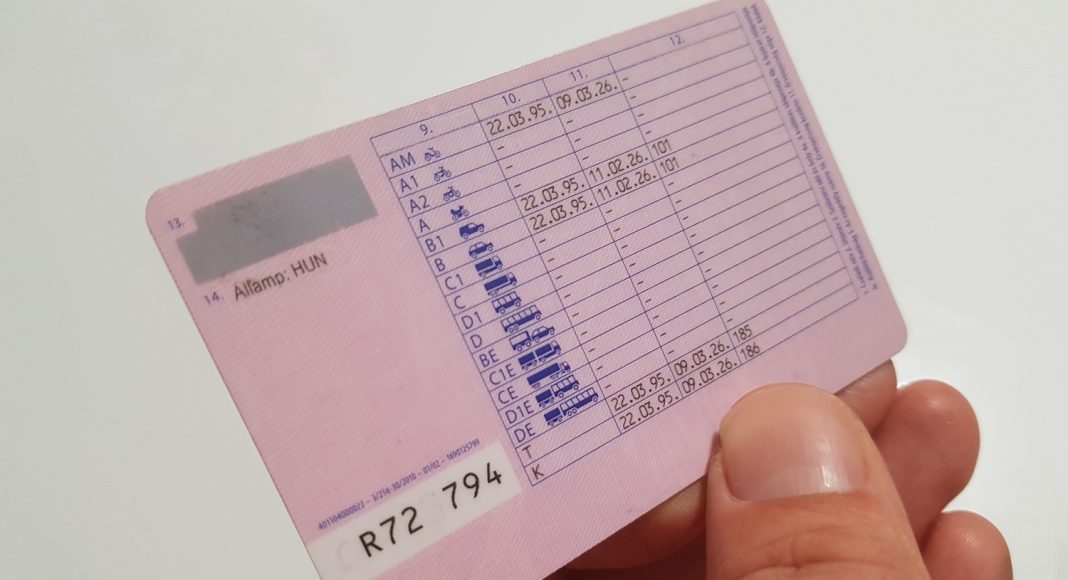 13.
14. Államp: HUN
9. 10. 11. 12.
AM 22.03.95. 09.03.26. -
A1 - - -
A2 - - -
A - - -
B1 22.03.95. 11.02.26. 101
B 22.03.95. 11.02.26. 101
C1 - - -
C - - -
D1 - - -
D - - -
BE - - -
C1E - - -
CE - - -
D1E - - -
DE - - -
T 22.03.95. 09.03.26. 185
K 22.03.95. 09.03.26. 186
R72 794